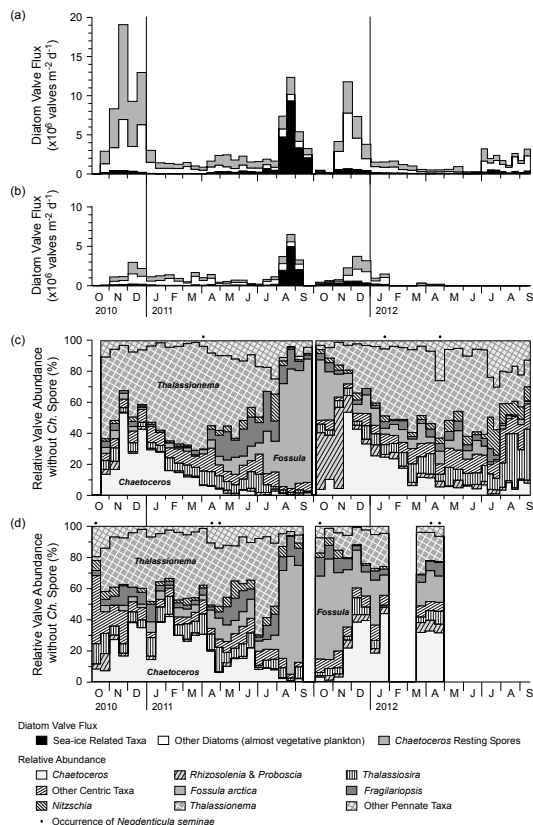 (a)
Diatom Valve Flux
(x10⁶ valves m⁻² d⁻¹)
20
15
10
5
0
(b)
Diatom Valve Flux
(x10⁶ valves m⁻² d⁻¹)
10
5
0
O N D J F M A M J J A S O N D J F M A M J J A S
2010 2011 2012
(c)
Relative Valve Abundance
without Ch. Spore (%)
100
80
60
40
20
0
Thalassionema
Chaetoceros
Fossula
(d)
Relative Valve Abundance
without Ch. Spore (%)
100
80
60
40
20
0
Thalassionema
Chaetoceros
Fossula
O N D J F M A M J J A S O N D J F M A M J J A S
2010 2011 2012
Diatom Valve Flux
Sea-ice Related Taxa Other Diatoms (almost vegetative plankton) Chaetoceros Resting Spores
Relative Abundance
Chaetoceros Rhizosolenia & Proboscia Thalassiosira
Other Centric Taxa Fossula arctica Fragilariopsis
Nitzschia Thalassionema Other Pennate Taxa
• Occurrence of Neodenticula seminae